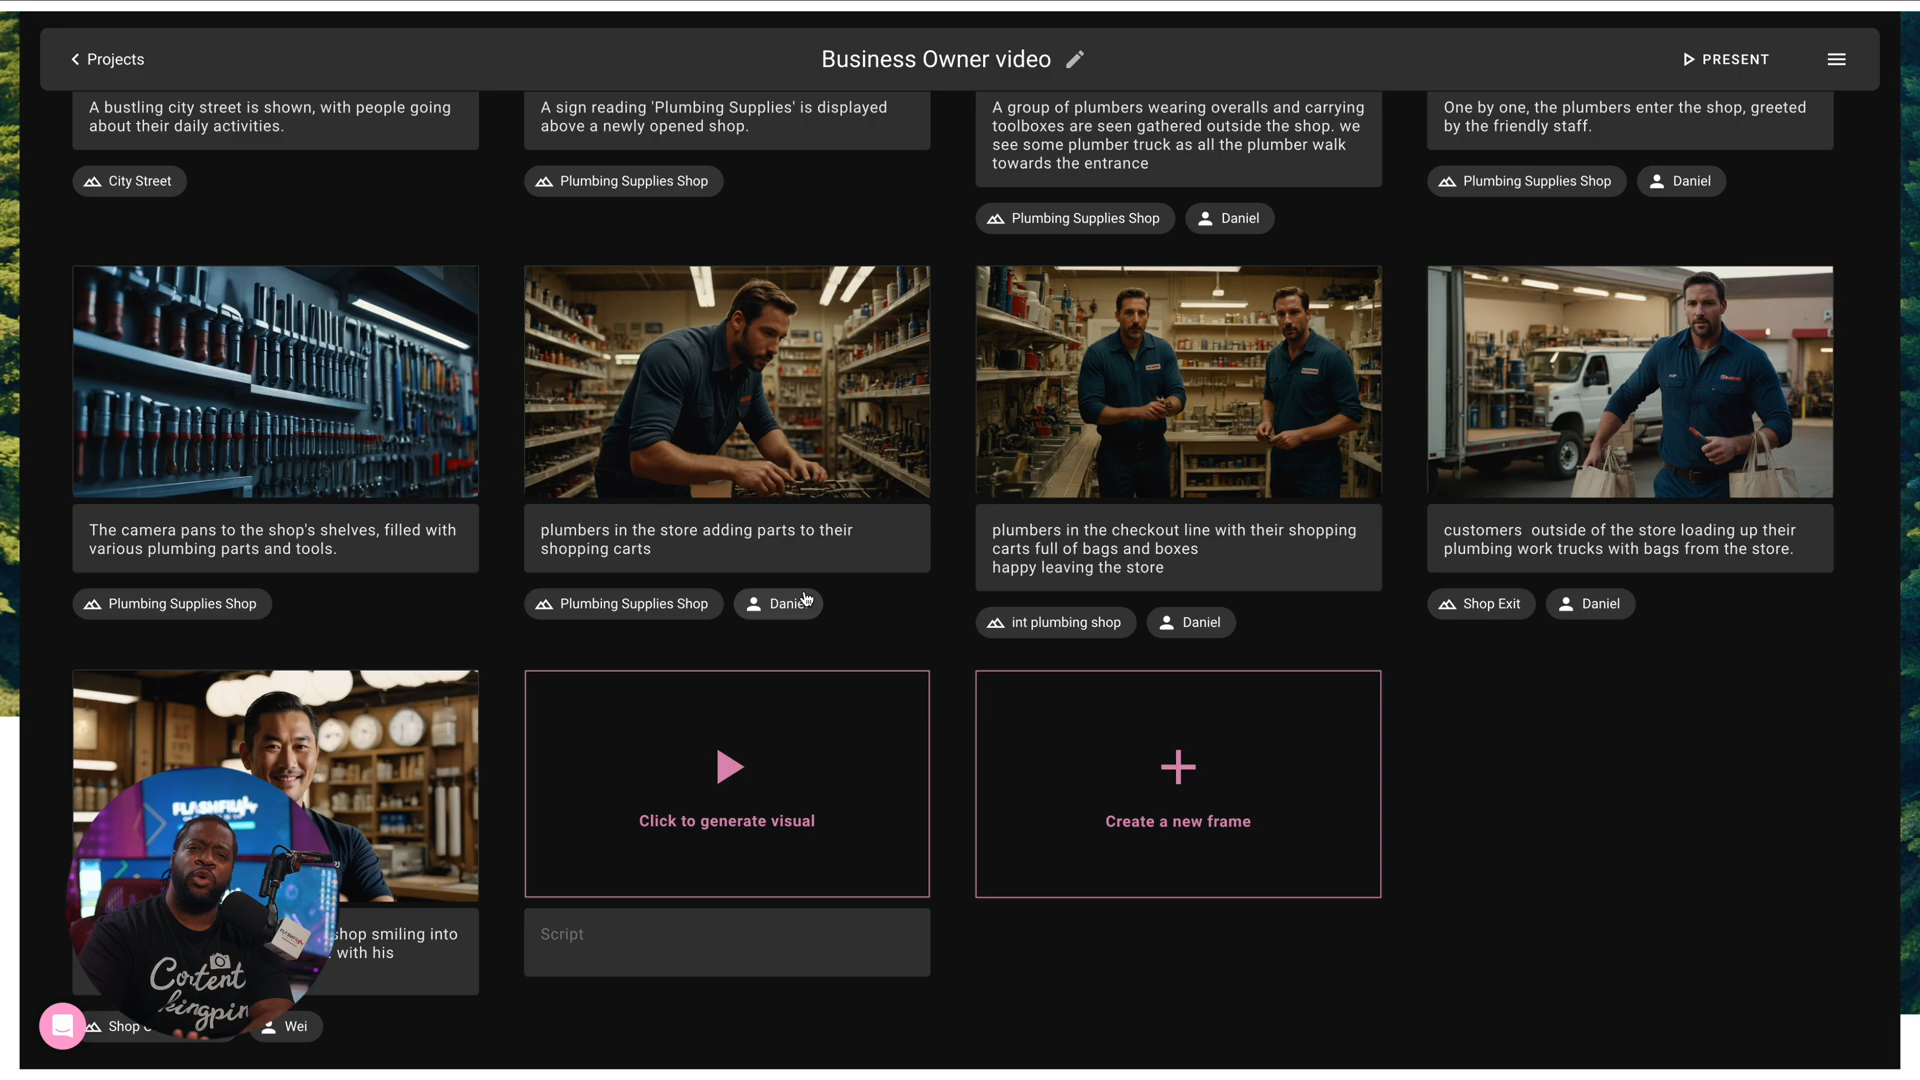 Projects
Business Owner video
PRESENT
A bustling city street is shown, with people going
about their daily activities.
City Street
A sign reading 'Plumbing Supplies' is displayed
above a newly opened shop.
Plumbing Supplies Shop
A group of plumbers wearing overalls and carrying
toolboxes are seen gathered outside the shop. we
see some plumber truck as all the plumber walk
towards the entrance
Plumbing Supplies Shop
Daniel
One by one, the plumbers enter the shop, greeted
by the friendly staff.
Plumbing Supplies Shop
Daniel
The camera pans to the shop's shelves, filled with
various plumbing parts and tools.
Plumbing Supplies Shop
plumbers in the store adding parts to their
shopping carts
Plumbing Supplies Shop
plumbers in the checkout line with their shopping
carts full of bags and boxes
happy leaving the store
int plumbing shop
Daniel
customers outside of the store loading up their
plumbing work trucks with bags from the store.
Shop Exit
Daniel
Click to generate visual
Create a new frame
shop smiling into
with his
Shop
Wei
Script
FLASHFILM
Content
kingpin